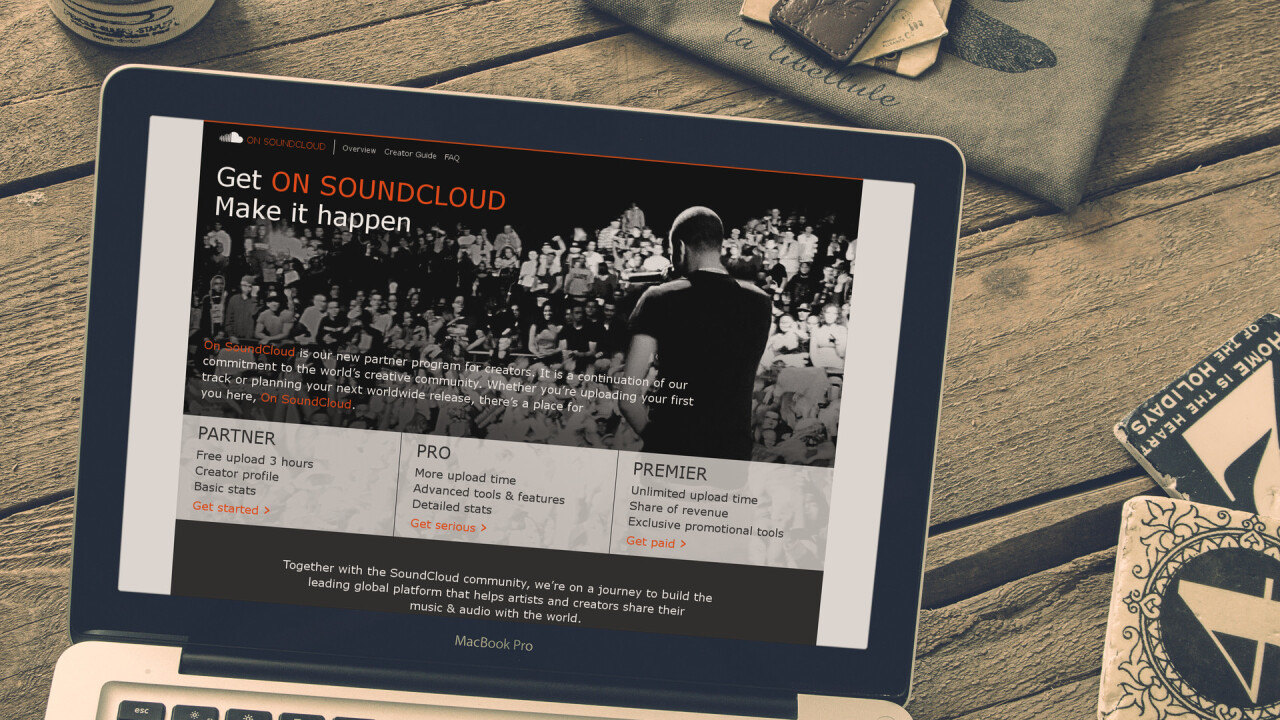 la libellule
ON SOUNDCLOUD
Overview Creator Guide FAQ
Get ON SOUNDCLOUD
Make it happen
On SoundCloud is our new partner program for creators. It is a continuation of our
commitment to the world's creative community. Whether you're uploading your first
track or planning your next worldwide release, there's a place for
you here, On SoundCloud.
PARTNER
Free upload 3 hours
Creator profile
Basic stats
Get started >
PRO
More upload time
Advanced tools & features
Detailed stats
Get serious >
PREMIER
Unlimited upload time
Share of revenue
Exclusive promotional tools
Get paid >
Together with the SoundCloud community, we're on a journey to build the
leading global platform that helps artists and creators share their
music & audio with the world.
MacBook Pro
esc
HOME IS THE HEART
OF THE HOLIDAYS
A